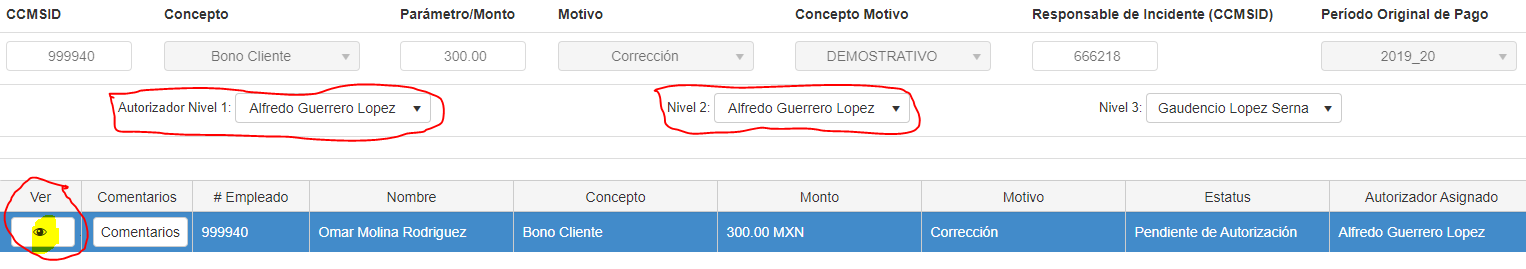 CCMSID Concepto Parámetro/Monto Motivo Concepto Motivo Responsable de Incidente (CCMSID) Período Original de Pago
999940 Bono Cliente 300.00 Corrección DEMOSTRATIVO 666218 2019_20
Autorizador Nivel 1: Alfredo Guerrero Lopez Nivel 2: Alfredo Guerrero Lopez Nivel 3: Gaudencio Lopez Serna
Ver Comentarios # Empleado Nombre Concepto Monto Motivo Estatus Autorizador Asignado
Comentarios 999940 Omar Molina Rodriguez Bono Cliente 300.00 MXN Corrección Pendiente de Autorización Alfredo Guerrero Lopez